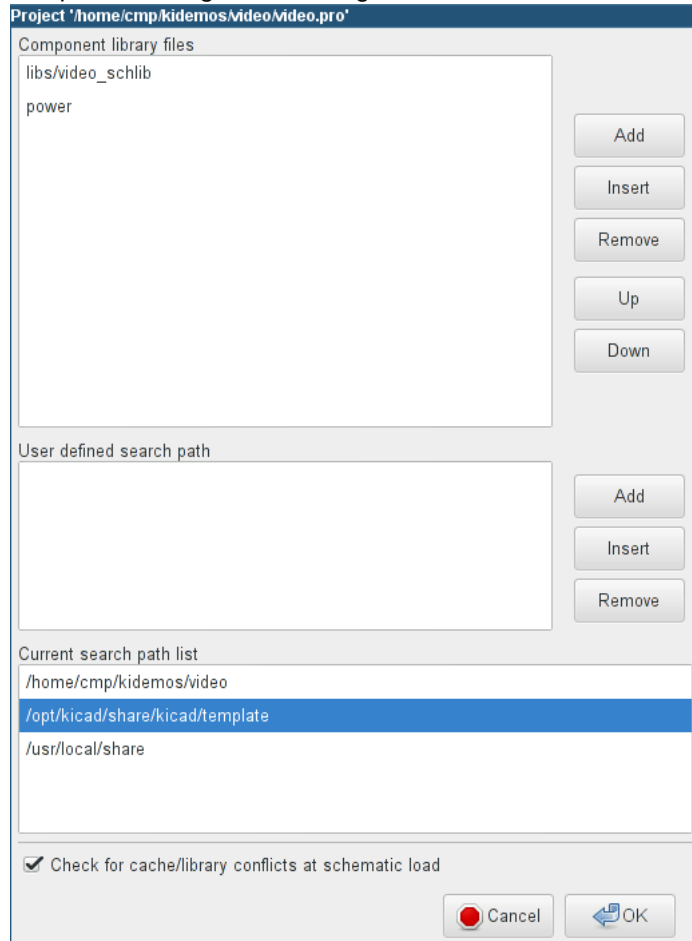 Project '/home/cmp/kidemos/video/video.pro'
Component library files
libs/video_schlib
power
Add
Insert
Remove
Up
Down
User defined search path
Add
Insert
Remove
Current search path list
/home/cmp/kidemos/video
/opt/kicad/share/kicad/template
/usr/local/share
Check for cache/library conflicts at schematic load
Cancel
OK